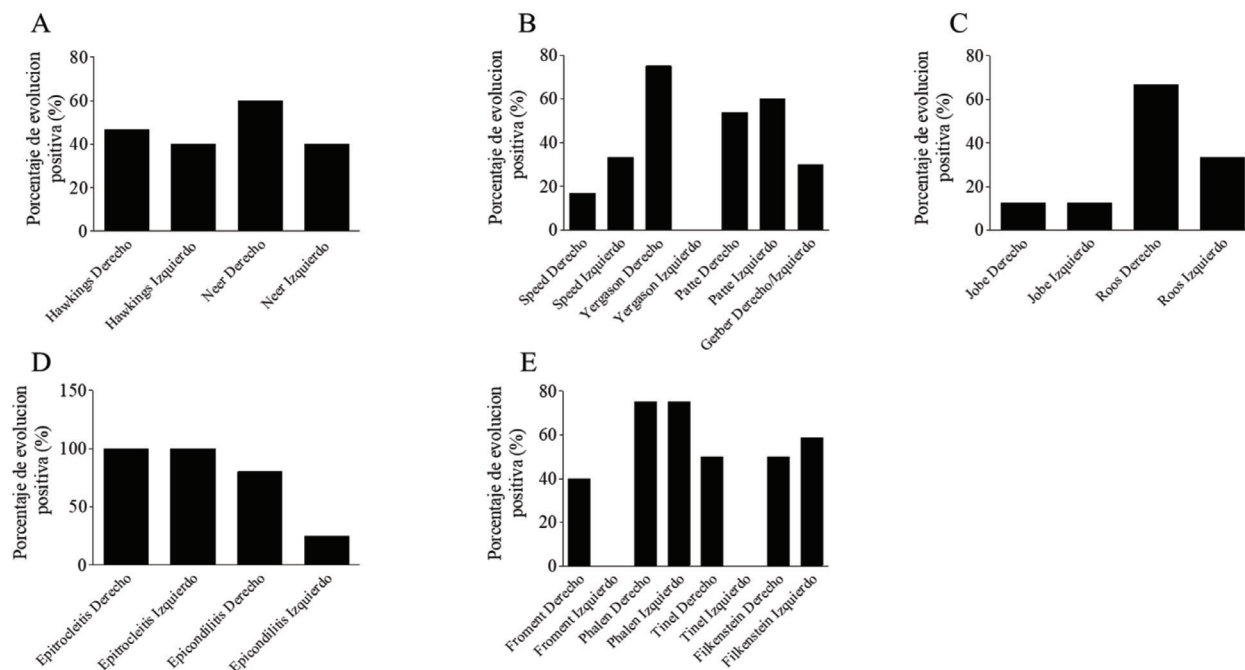 A
Porcentaje de evolucion
positiva (%)
80
60
40
20
0
Hawkings Derecho
Hawkings Izquierdo
Neer Derecho
Neer Izquierdo
B
Porcentaje de evolucion
positiva (%)
80
60
40
20
0
Speed Derecho
Speed Izquierdo
Yergason Derecho
Yergason Izquierdo
Patte Derecho
Patte Izquierdo
Gerber Derecho/Izquierdo
C
Porcentaje de evolucion
positiva (%)
80
60
40
20
0
Jobe Derecho
Jobe Izquierdo
Roos Derecho
Roos Izquierdo
D
Porcentaje de evolucion
positiva (%)
150
100
50
0
Epitrocleitis Derecho
Epitrocleitis Izquierdo
Epicondilitis Derecho
Epicondilitis Izquierdo
E
Porcentaje de evolucion
positiva (%)
80
60
40
20
0
Froment Derecho
Froment Izquierdo
Phalen Derecho
Phalen Izquierdo
Tinel Derecho
Tinel Izquierdo
Filkenstein Derecho
Filkenstein Izquierdo